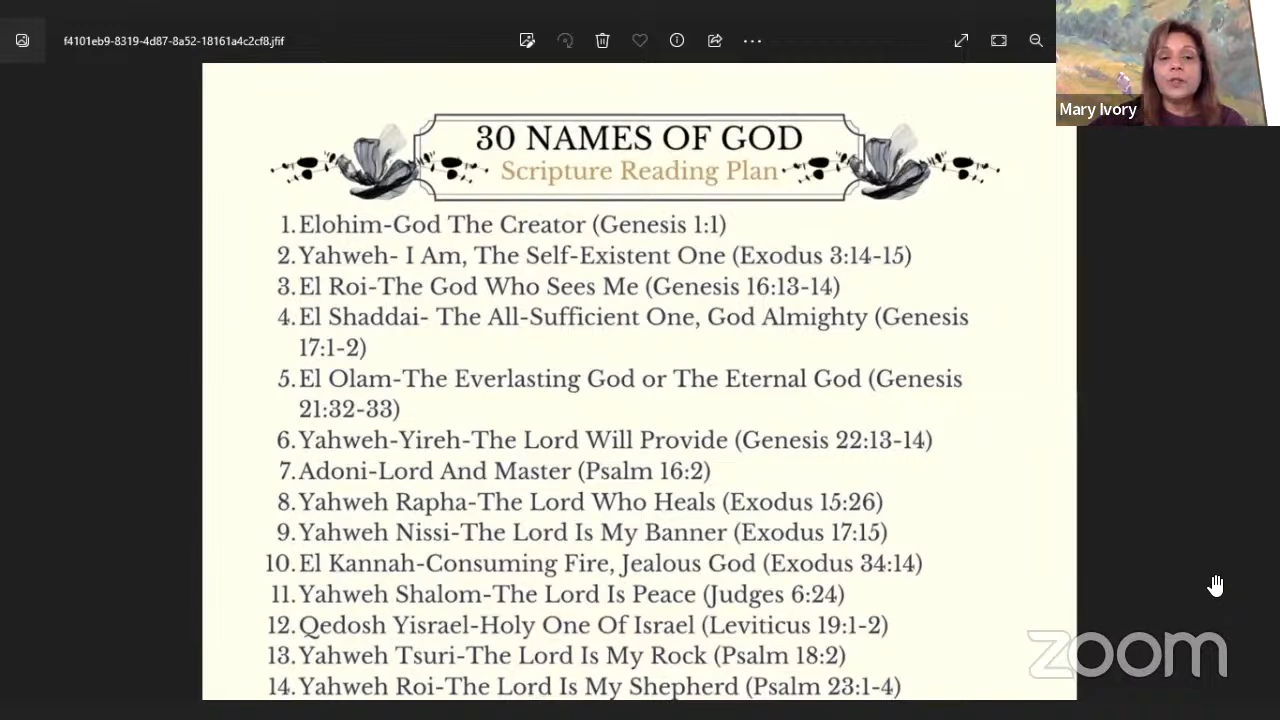 f4101eb9-8319-4d87-8a52-18161a4c2cf8.jfif
Mary Ivory
30 NAMES OF GOD
Scripture Reading Plan
1. Elohim-God The Creator (Genesis 1:1)
2. Yahweh- I Am, The Self-Existent One (Exodus 3:14-15)
3. El Roi-The God Who Sees Me (Genesis 16:13-14)
4. El Shaddai- The All-Sufficient One, God Almighty (Genesis
17:1-2)
5. El Olam-The Everlasting God or The Eternal God (Genesis
21:32-33)
6. Yahweh-Yireh-The Lord Will Provide (Genesis 22:13-14)
7. Adoni-Lord And Master (Psalm 16:2)
8. Yahweh Rapha-The Lord Who Heals (Exodus 15:26)
9. Yahweh Nissi-The Lord Is My Banner (Exodus 17:15)
10. El Kannah-Consuming Fire, Jealous God (Exodus 34:14)
11. Yahweh Shalom-The Lord Is Peace (Judges 6:24)
12. Qedosh Yisrael-Holy One Of Israel (Leviticus 19:1-2)
13. Yahweh Tsuri-The Lord Is My Rock (Psalm 18:2)
14. Yahweh Roi-The Lord Is My Shepherd (Psalm 23:1-4)
zoom